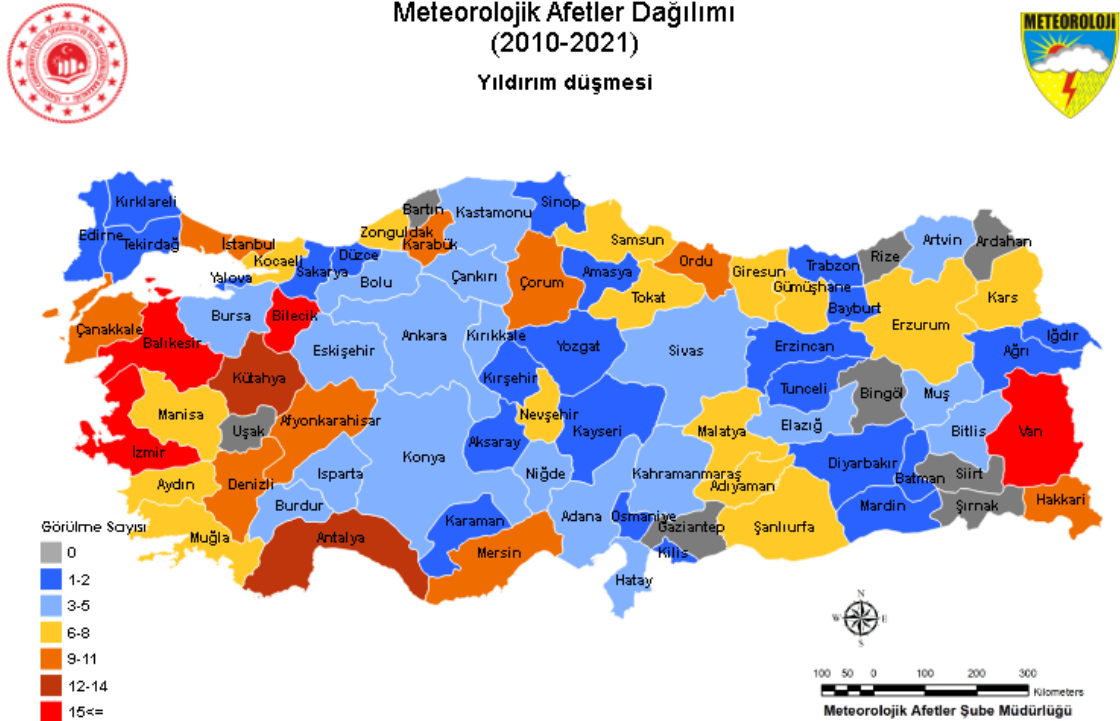 Meteorolojik Afetler Dağılımı
(2010-2021)
Yıldırım düşmesi
METEOROLOJI
Kırklareli
Edirne
Tekirdağ
İstanbul
Kocaeli
Yalova
Sakarya
Düzce
Zonguldak
Bartın
Karabük
Kastamonu
Sinop
Samsun
Bolu
Çankırı
Çorum
Amasya
Tokat
Ordu
Giresun
Gümüşhane
Trabzon
Bayburt
Rize
Artvin
Ardahan
Kars
Erzurum
Iğdır
Ağrı
Çanakkale
Balıkesir
Bursa
Bilecik
Eskişehir
Ankara
Kırıkkale
Yozgat
Sivas
Erzincan
Tunceli
Bingöl
Muş
Bitlis
Van
Kütahya
Manisa
Uşak
Afyonkarahisar
Kırşehir
Nevşehir
Kayseri
Aksaray
Malatya
Elazığ
Diyarbakır
Batman
Siirt
Şırnak
Hakkari
İzmir
Aydın
Denizli
Isparta
Burdur
Konya
Niğde
Kahramanmaraş
Adıyaman
Mardin
Muğla
Antalya
Karaman
Mersin
Adana
Osmaniye
Gaziantep
Şanlıurfa
Kilis
Hatay
Görülme Sayısı
0
1-2
3-5
6-8
9-11
12-14
15<=
N
W
E
S
100 50 0 100 200 300
Kilometers
Meteorolojik Afetler Şube Müdürlüğü